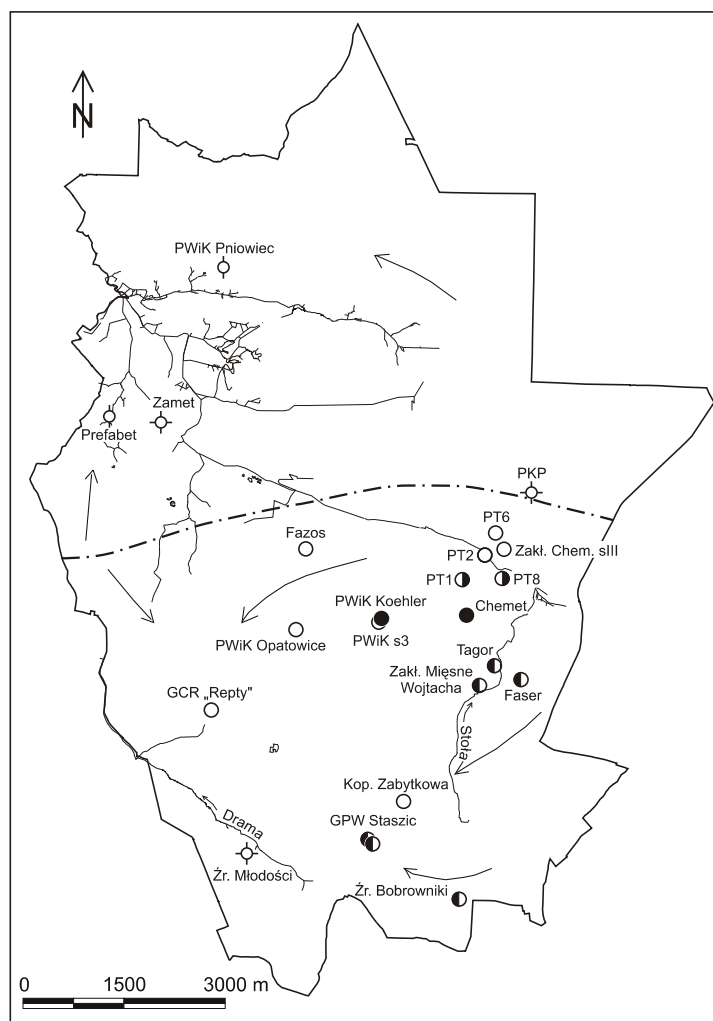 N
PWiK Pniowiec
Zamet
Prefabet
PKP
PT6
Fazos
Zakł. Chem. sIII
PT2
PT1
PT8
PWiK Koehler
Chemet
PWiK Opatowice
PWiK s3
Tagor
Zakł. Mięsne
Wojtacha
Faser
GCR „Repty"
Stoła
Kop. Zabytkowa
Drama
GPW Staszic
Źr. Młodości
Źr. Bobrowniki
0 1500 3000 m